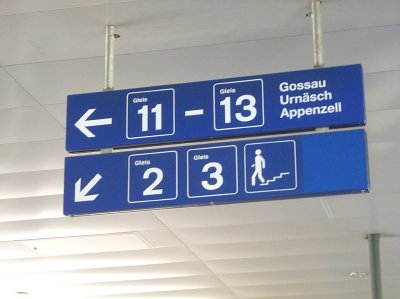 Gleis 11 – Gleis 13
Gossau
Urnäsch
Appenzell
Gleis 2 Gleis 3